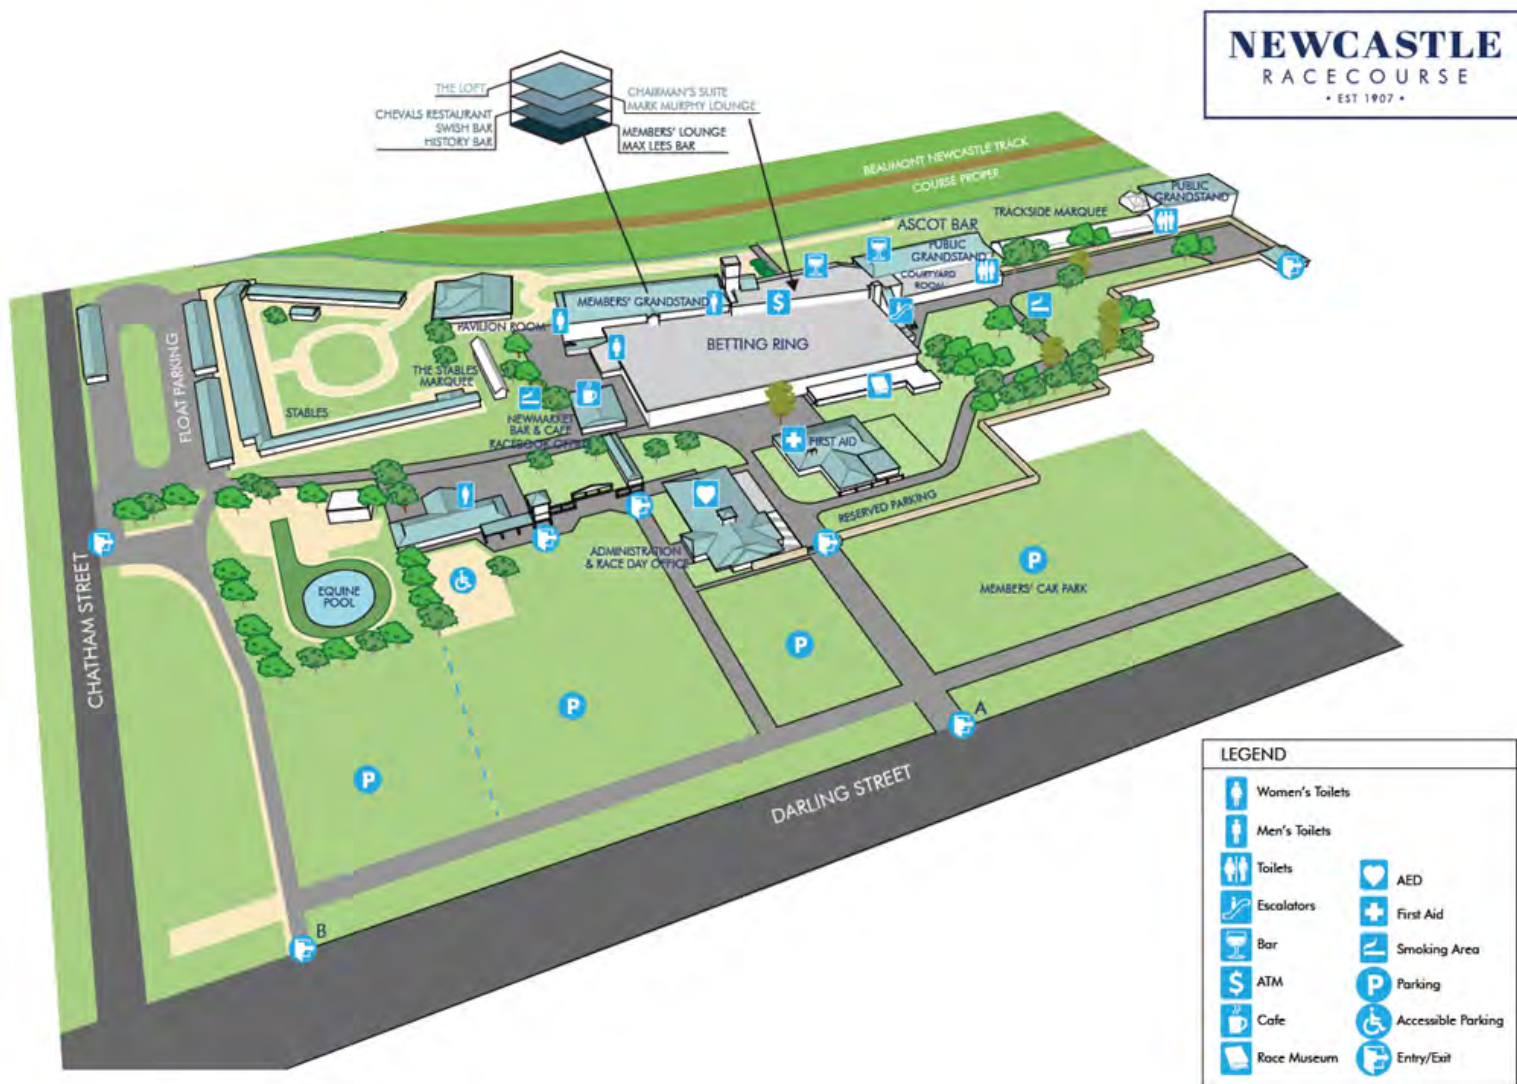 NEWCASTLE
RACECOURSE
• EST 1907 •
THE LOFT
CHEVALS RESTAURANT
SWISH BAR
HISTORY BAR
CHAIRMAN'S SUITE
MARK MURPHY LOUNGE
MEMBERS' LOUNGE
MAX LEES BAR
BEAUMONT NEWCASTLE TRACK
COURSE PROPER
PUBLIC
GRANDSTAND
TRACKSIDE MARQUEE
ASCOT BAR
PUBLIC
GRANDSTAND
COURTYARD
ROOM
MEMBERS' GRANDSTAND
$
PAVILION ROOM
BETTING RING
THE STABLES
MARQUEE
FLOAT PARKING
STABLES
NEWMARKET
BAR & CAFE
RACEBOOK
FIRST AID
RESERVED PARKING
ADMINISTRATION
& RACE DAY OFFICE
P
MEMBERS' CAR PARK
EQUINE
POOL
CHATHAM STREET
P
P
P
A
DARLING STREET
B
LEGEND
Women's Toilets
Men's Toilets
Toilets
Escalators
Bar
$ ATM
Cafe
Race Museum
AED
First Aid
Smoking Area
P Parking
Accessible Parking
Entry/Exit